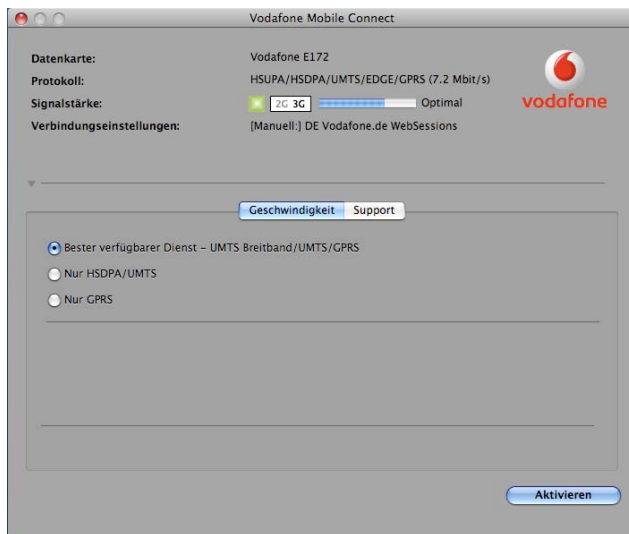 Vodafone Mobile Connect
Datenkarte: Vodafone E172
Protokoll: HSUPA/HSDPA/UMTS/EDGE/GPRS (7.2 Mbit/s)
Signalstärke: 2G 3G Optimal
vodafone
Verbindungseinstellungen: [Manuell:] DE Vodafone.de WebSessions
Geschwindigkeit Support
Bester verfügbarer Dienst – UMTS Breitband/UMTS/GPRS
Nur HSDPA/UMTS
Nur GPRS
Aktivieren